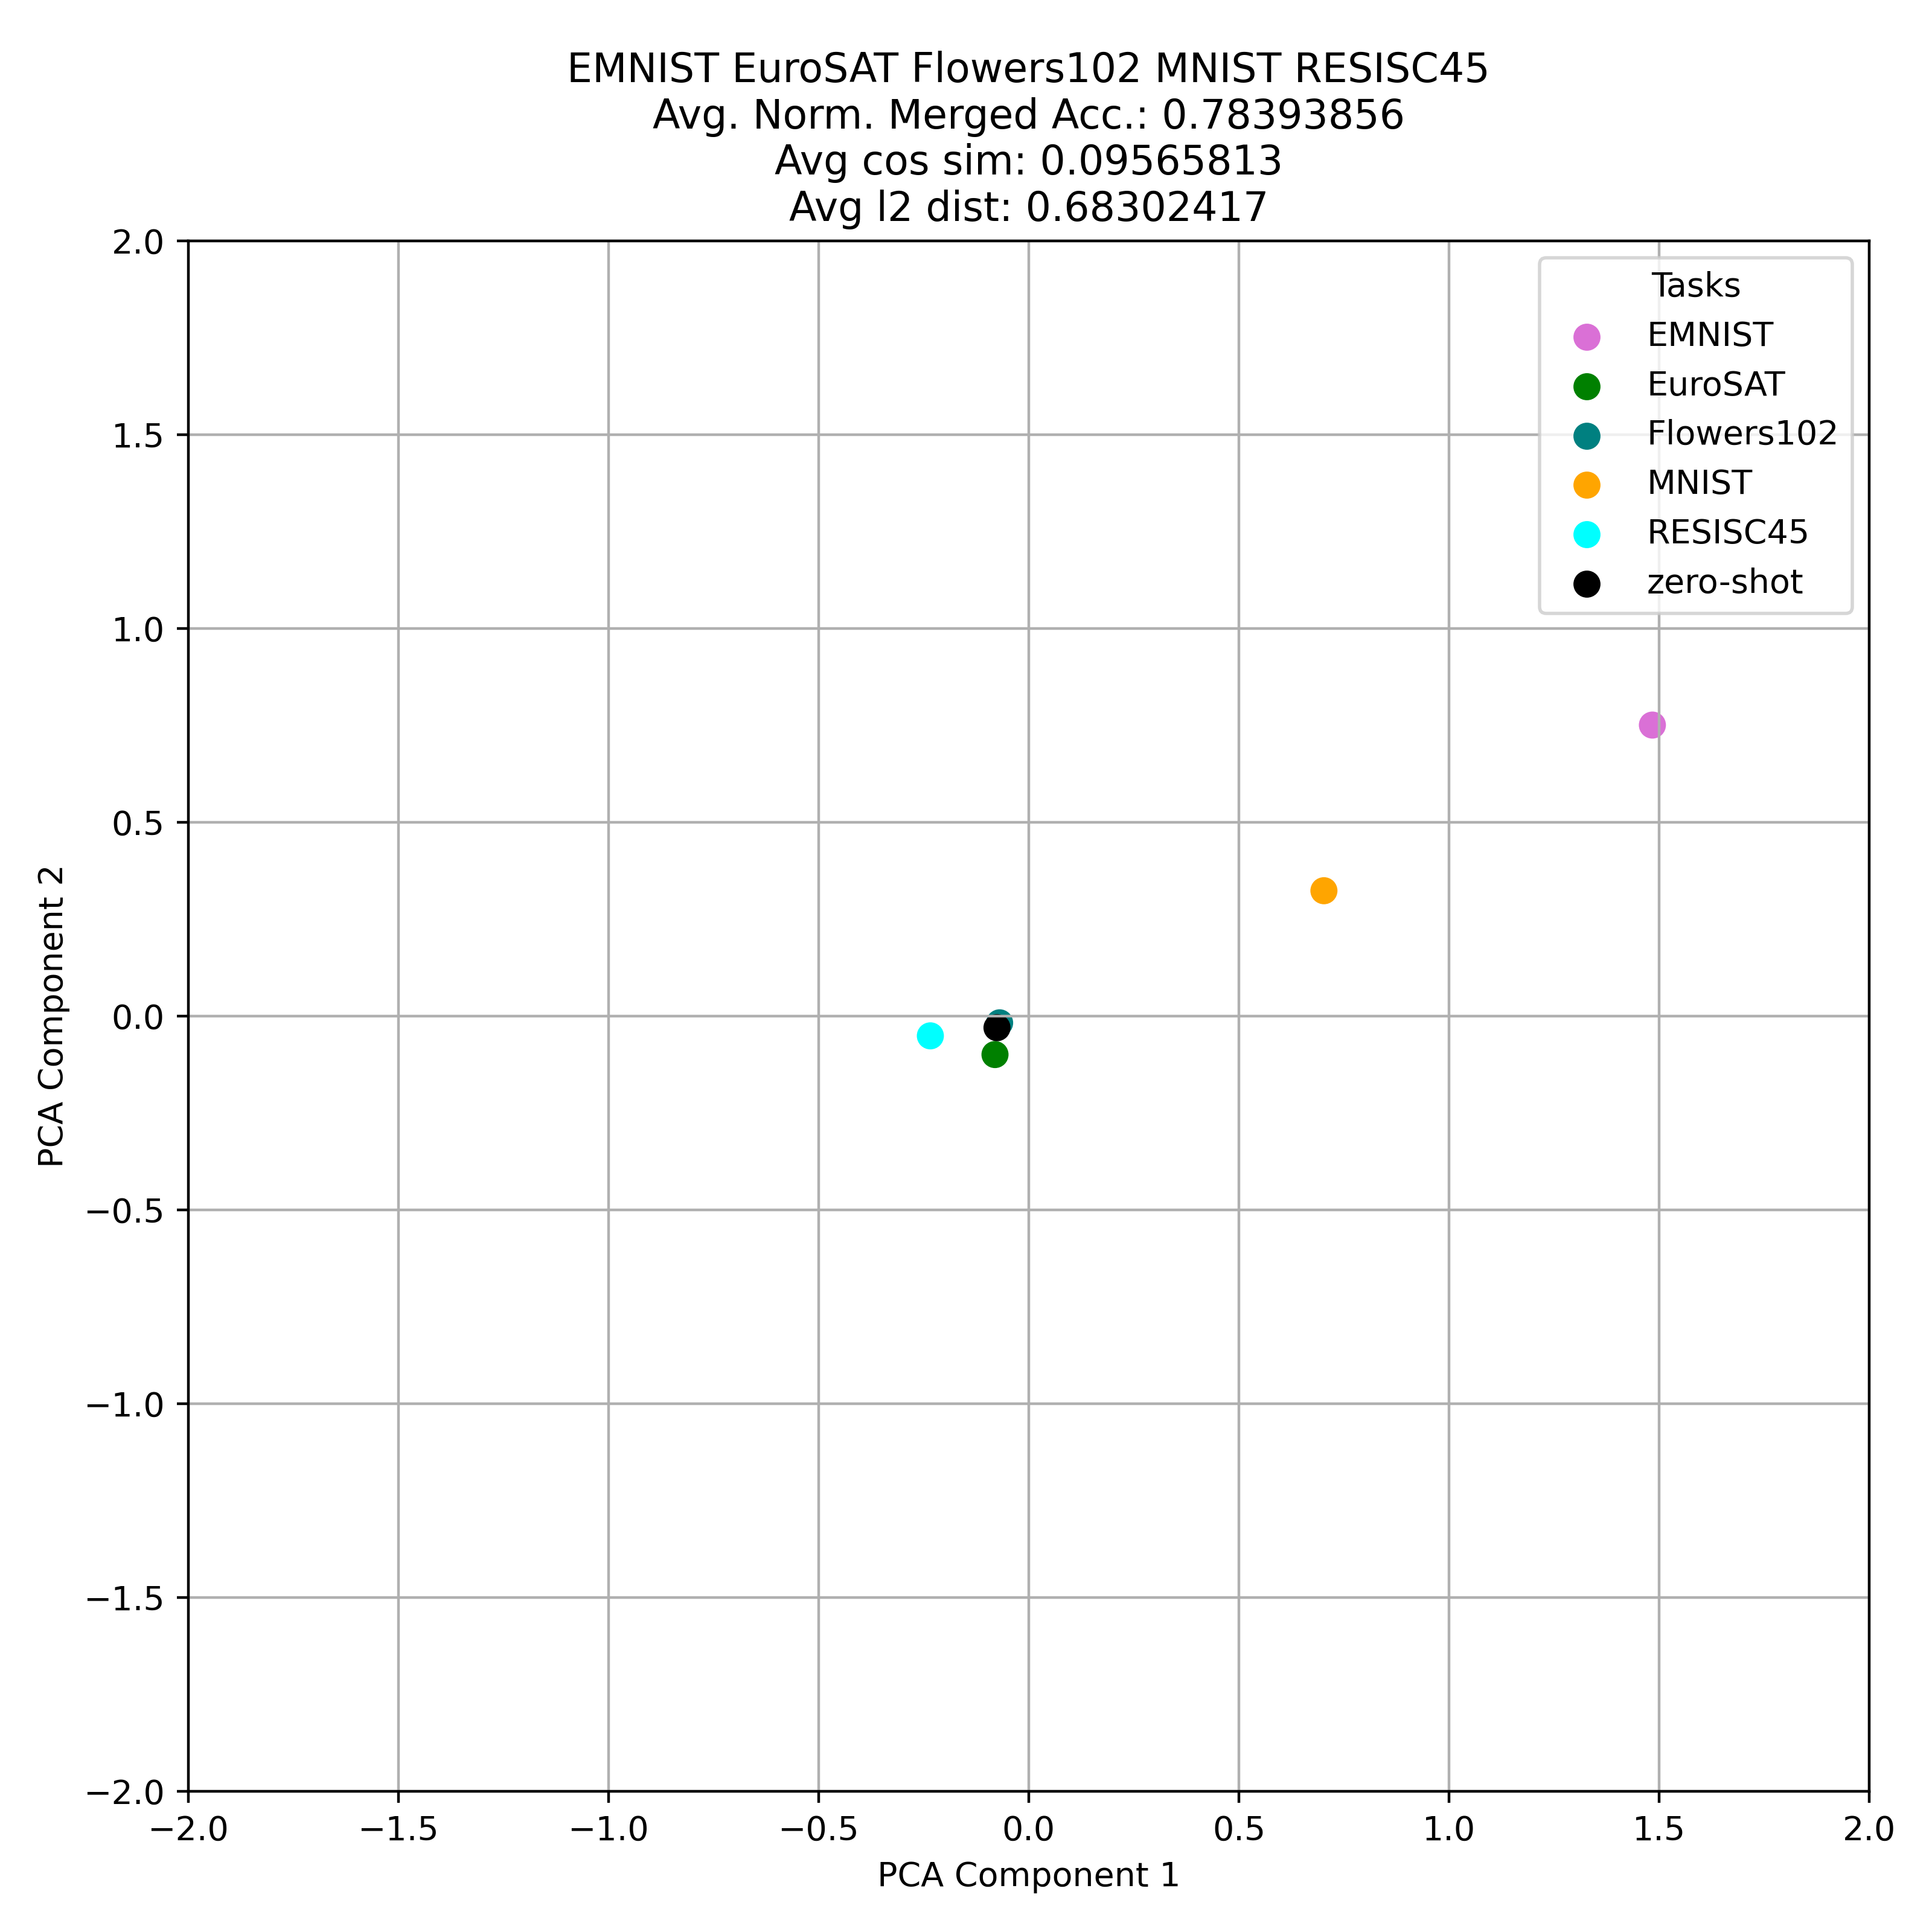 EMNIST EuroSAT Flowers102 MNIST RESISC45
Avg. Norm. Merged Acc.: 0.78393856
Avg cos sim: 0.09565813
Avg l2 dist: 0.68302417
Tasks
EMNIST
EuroSAT
Flowers102
MNIST
RESISC45
zero-shot
PCA Component 2
2.0
1.5
1.0
0.5
0.0
−0.5
−1.0
−1.5
−2.0
−2.0 −1.5 −1.0 −0.5 0.0 0.5 1.0 1.5 2.0
PCA Component 1